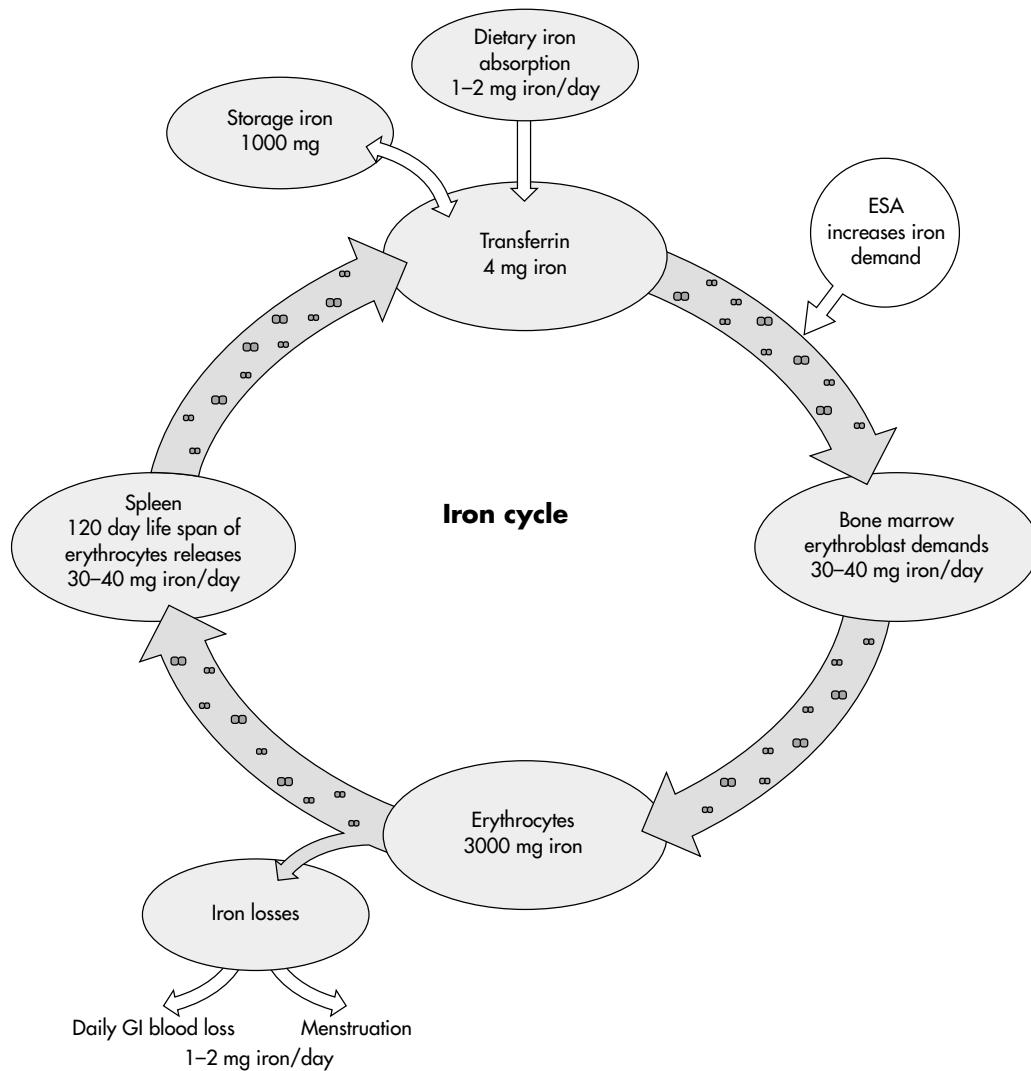 Dietary iron
absorption
1–2 mg iron/day
Storage iron
1000 mg
ESA
increases iron
demand
Transferrin
4 mg iron
Iron cycle
Spleen
120 day life span of
erythrocytes releases
30–40 mg iron/day
Bone marrow
erythroblast demands
30–40 mg iron/day
Erythrocytes
3000 mg iron
Iron losses
Daily GI blood loss
Menstruation
1–2 mg iron/day